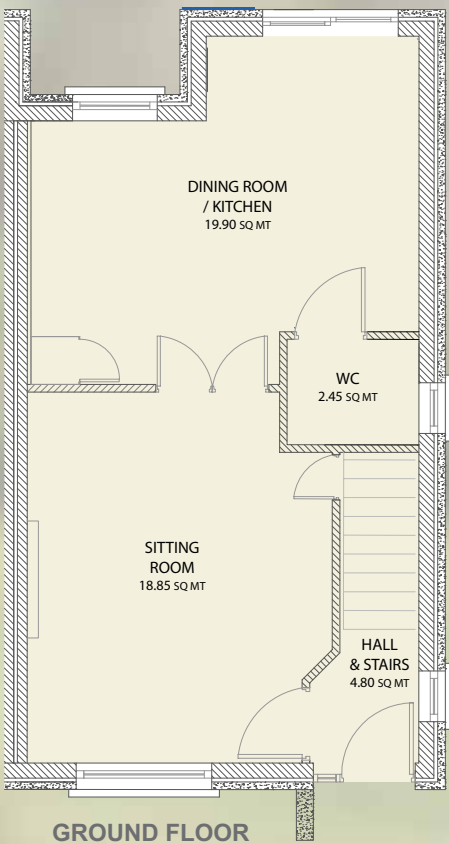 DINING ROOM
/ KITCHEN
19.90 SQ MT
WC
2.45 SQ MT
SITTING
ROOM
18.85 SQ MT
HALL
& STAIRS
4.80 SQ MT
GROUND FLOOR